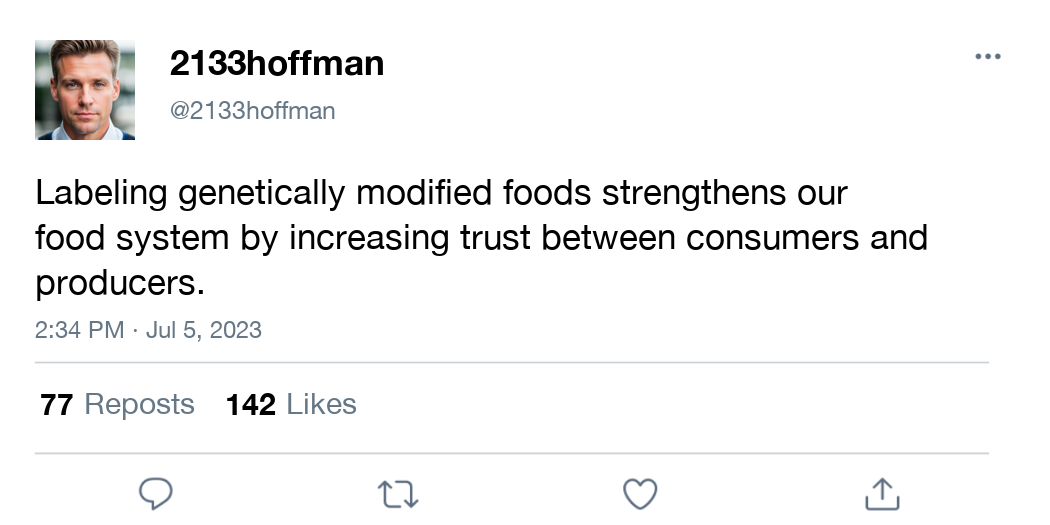 2133hoffman
@2133hoffman
Labeling genetically modified foods strengthens our
food system by increasing trust between consumers and
producers.
2:34 PM · Jul 5, 2023
77 Reposts 142 Likes